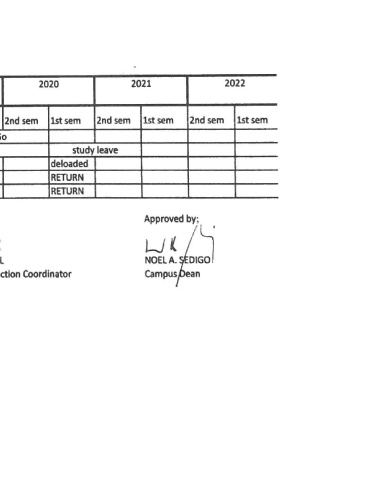 2020 2021 2022
2nd sem 1st sem 2nd sem 1st sem 2nd sem 1st sem
study leave
deloaded
RETURN
RETURN
Approved by:
NOEL A. SEDIGO
ction Coordinator Campus Dean